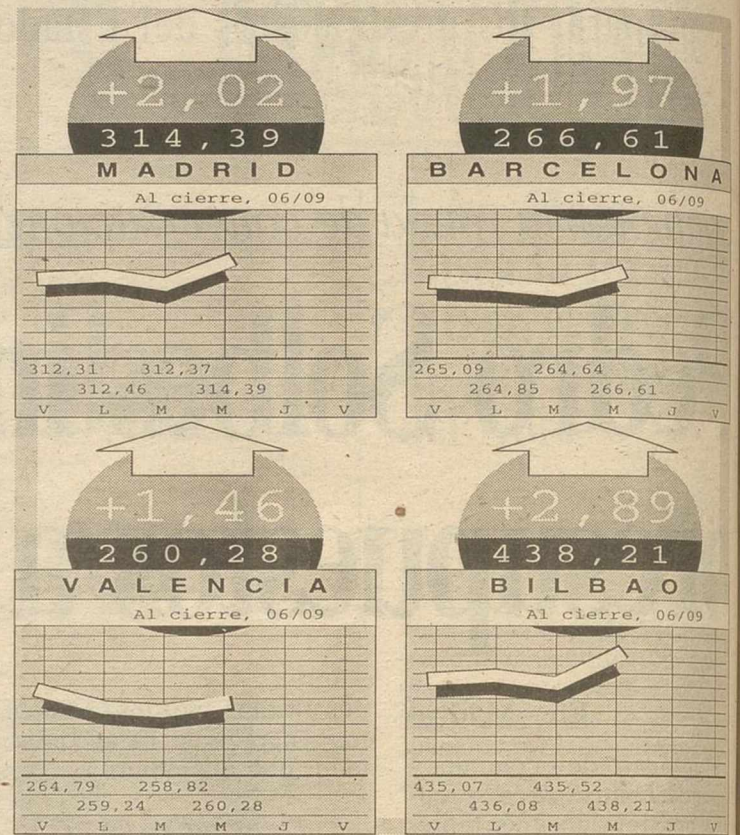 +2,02
314,39
MADRID
Al cierre, 06/09
312,31 312,37
312,46 314,39
V L M M J V
+1,97
266,61
BARCELONA
Al cierre, 06/09
265,09 264,64
264,85 266,61
V L M M J V
+1,46
260,28
VALENCIA
Al cierre, 06/09
264,79 258,82
259,24 260,28
V L M M J V
+2,89
438,21
BILBAO
Al cierre, 06/09
435,07 435,52
436,08 438,21
V L M M J V